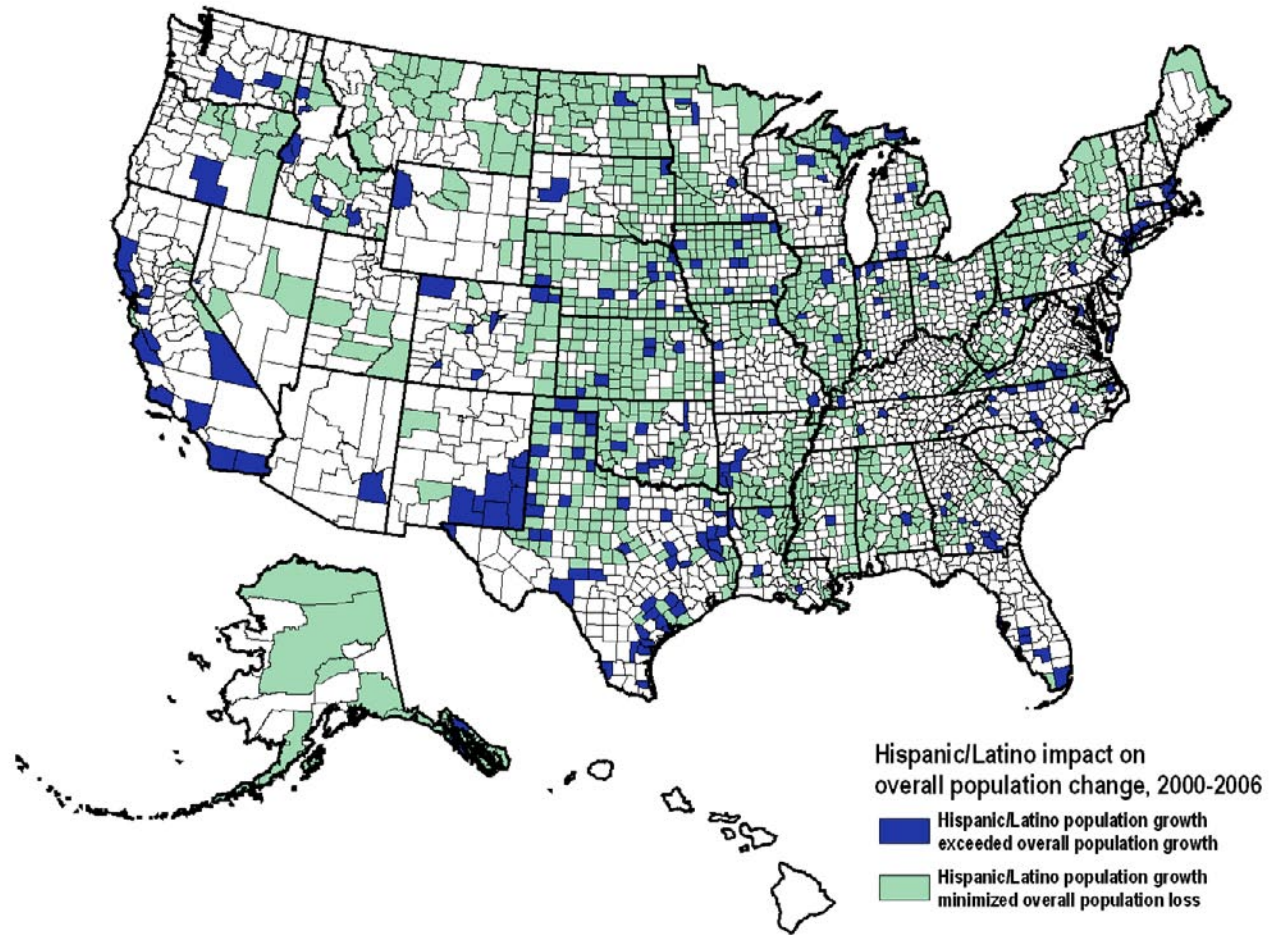 Hispanic/Latino impact on
overall population change, 2000-2006
Hispanic/Latino population growth
exceeded overall population growth
Hispanic/Latino population growth
minimized overall population loss